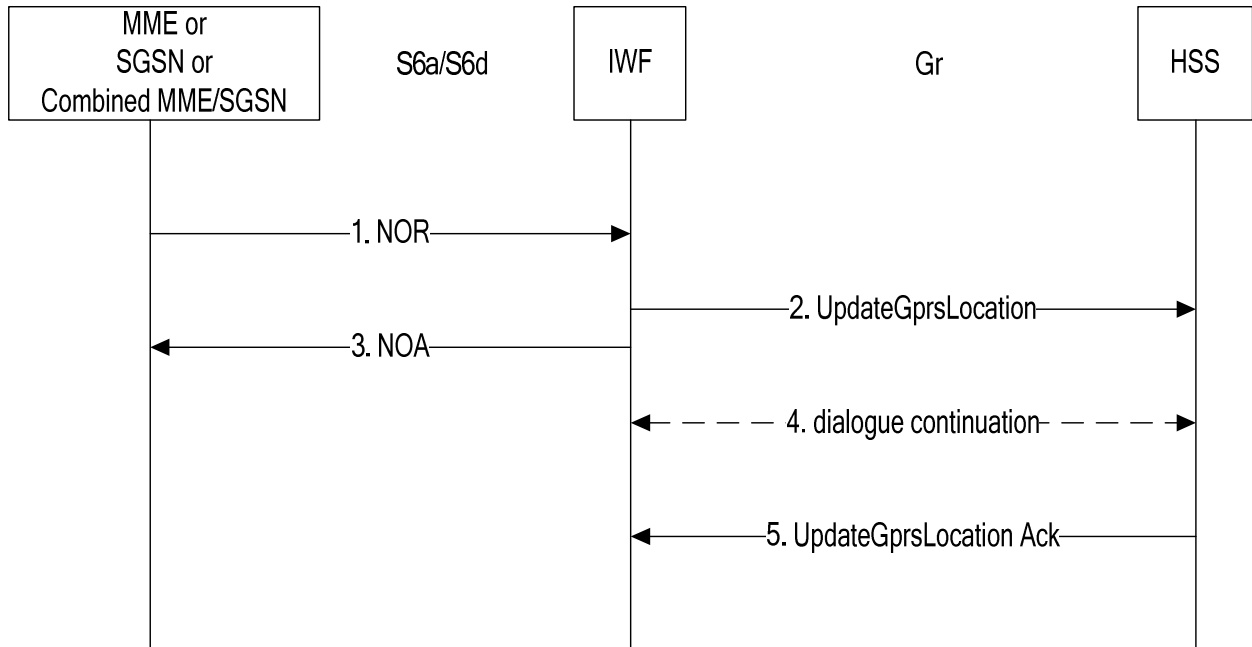 MME or
SGSN or
Combined MME/SGSN
S6a/S6d
IWF
Gr
HSS
1. NOR
2. UpdateGprsLocation
3. NOA
4. dialogue continuation
5. UpdateGprsLocation Ack